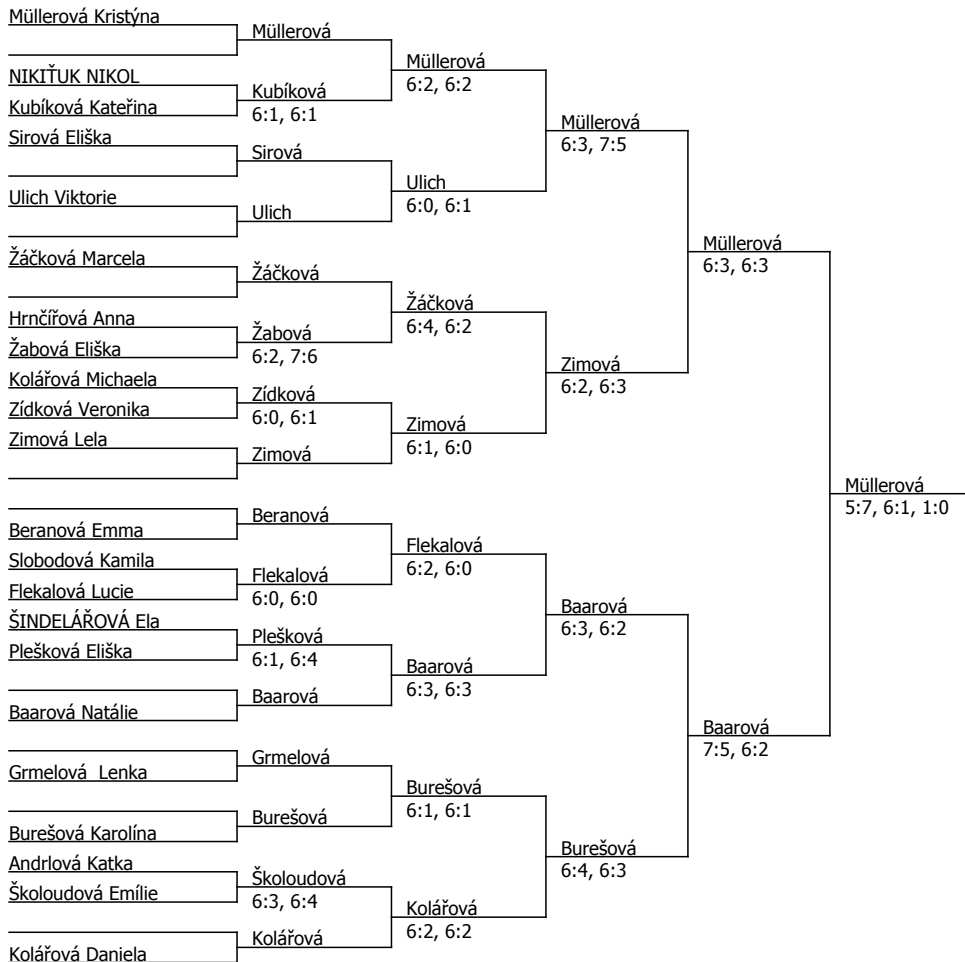 Müllerová Kristýna
Müllerová
Müllerová
6:2, 6:2
NIKIŤUK NIKOL
Kubíková
6:1, 6:1
Kubíková Kateřina
Müllerová
6:3, 7:5
Sirová Eliška
Sirová
Ulich
6:0, 6:1
Ulich Viktorie
Ulich
Müllerová
6:3, 6:3
Žáčková Marcela
Žáčková
Žáčková
6:4, 6:2
Hrnčířová Anna
Žabová
6:2, 7:6
Žabová Eliška
Zimová
6:2, 6:3
Kolářová Michaela
Zídková
6:0, 6:1
Zídková Veronika
Zimová
6:1, 6:0
Zimová Lela
Zimová
Müllerová
5:7, 6:1, 1:0
Beranová
Beranová Emma
Flekalová
6:2, 6:0
Slobodová Kamila
Flekalová
6:0, 6:0
Flekalová Lucie
Baarová
6:3, 6:2
ŠINDELÁŘOVÁ Ela
Plešková
6:1, 6:4
Plešková Eliška
Baarová
6:3, 6:3
Baarová
Baarová Natálie
Baarová
7:5, 6:2
Grmelová
Grmelová  Lenka
Burešová
6:1, 6:1
Burešová
Burešová Karolína
Burešová
6:4, 6:3
Andrlová Katka
Školoudová
6:3, 6:4
Školoudová Emílie
Kolářová
6:2, 6:2
Kolářová
Kolářová Daniela